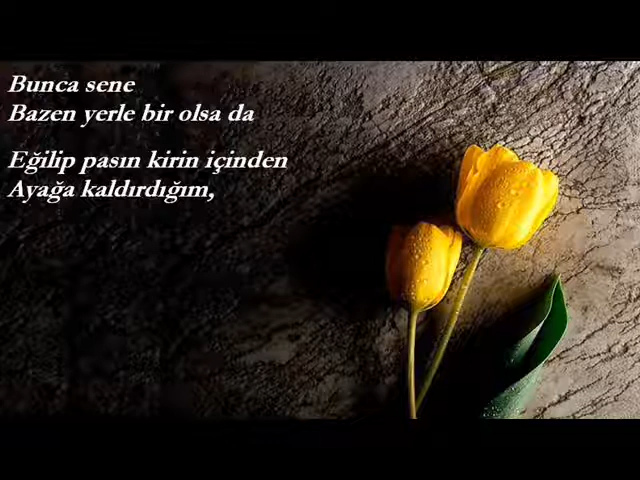 Bunca sene
Bazen yerle bir olsa da
Eğilip pasın kirin içinden
Ayağa kaldırdığım,